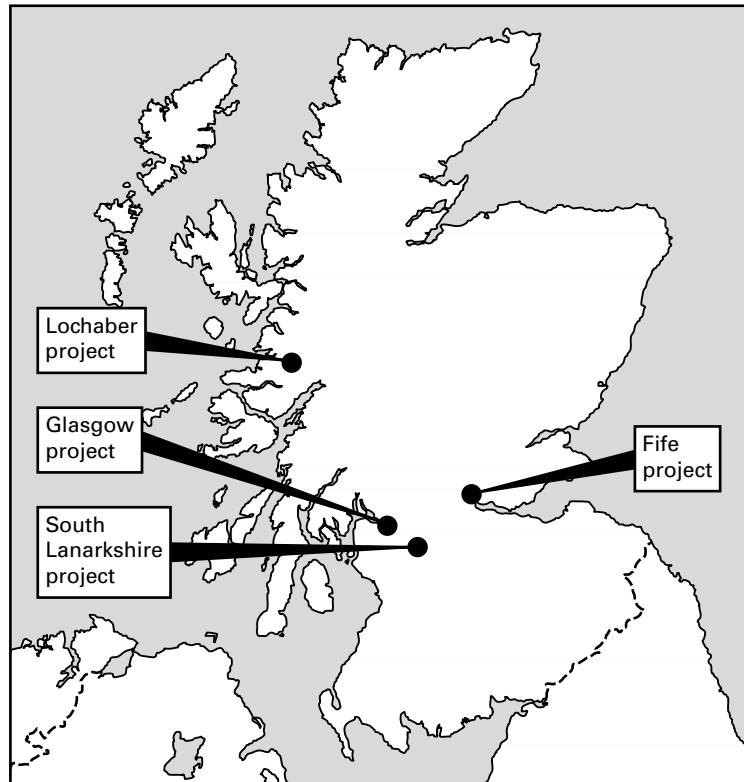 Lochaber
project
Glasgow
project
Fife
project
South
Lanarkshire
project